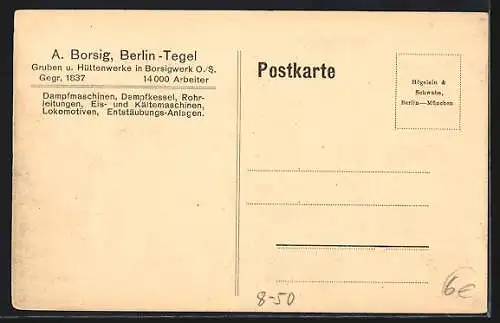 A. Borsig, Berlin-Tegel
Gruben u. Hüttenwerke in Borsigwerk O./S.
Gegr. 1837 14000 Arbeiter
Dampfmaschinen, Dampfkessel, Rohr-
leitungen, Eis- und Kältemaschinen,
Lokomotiven, Entstäubungs-Anlagen.
Postkarte
Högelein &
Schwabe,
Berlin—München
8-50
6€